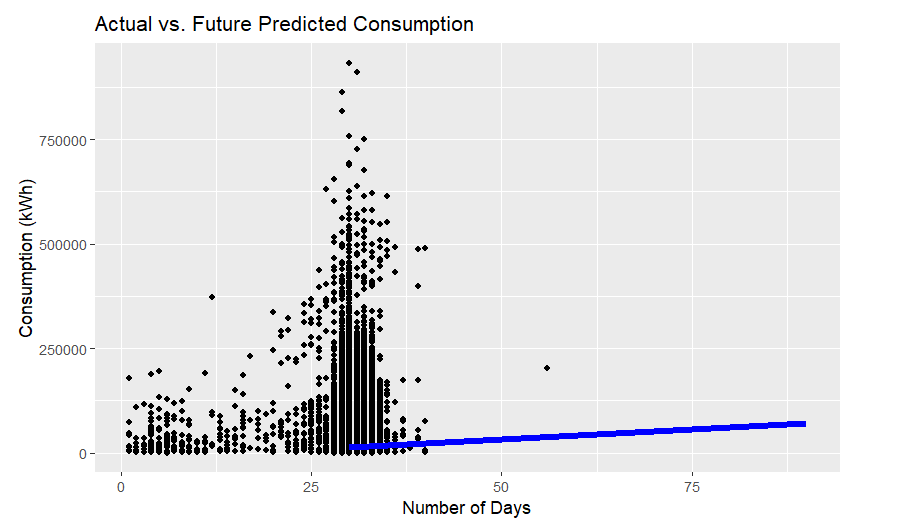 Actual vs. Future Predicted Consumption
Consumption (kWh)
750000
500000
250000
0
0 25 50 75
Number of Days